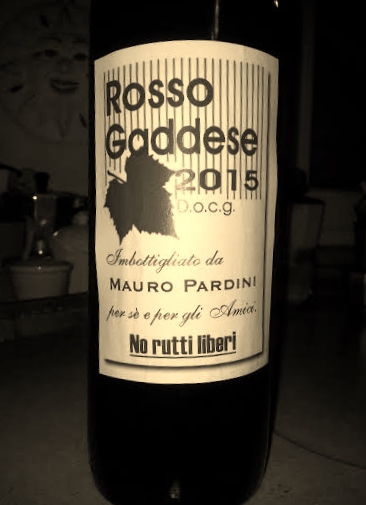 Rosso
Gaddese
2015
D.o.c.g.
Imbottigliato da
MAURO PARDINI
per sè e per gli Amici.
No rutti liberi